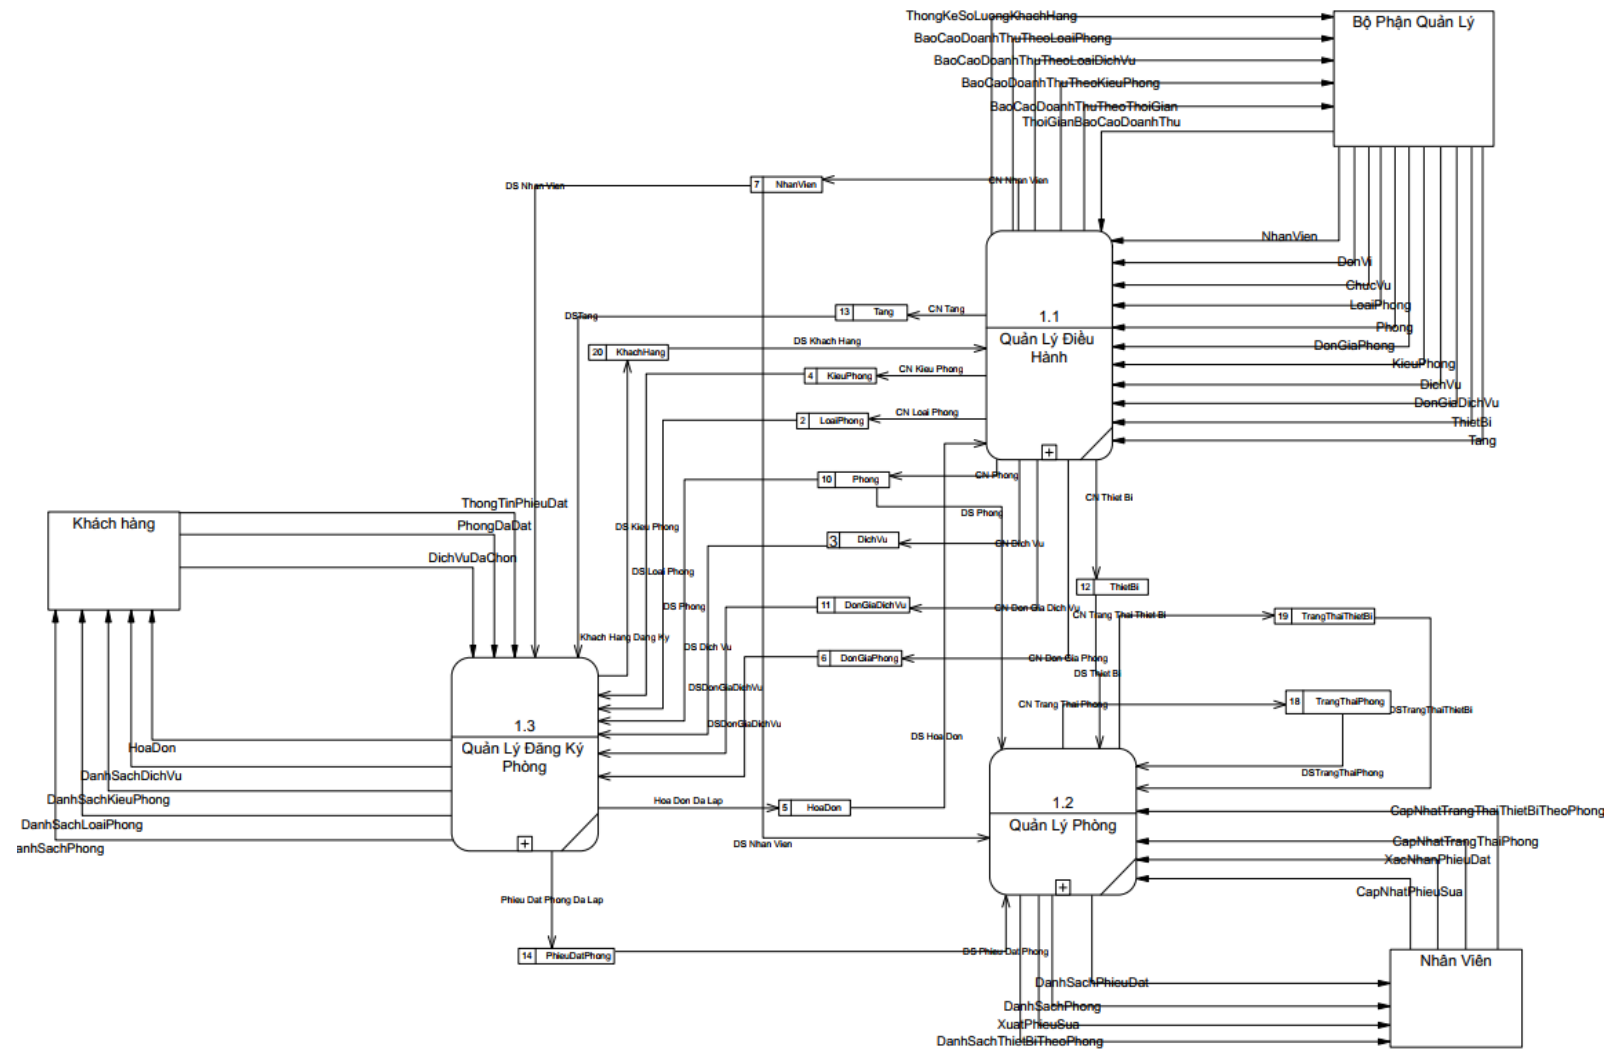 ThongKeSoLuongKhachHang
Bộ Phận Quản Lý
BaoCaoDoanhThuTheoLoaiPhong
BaoCaoDoanhThuTheoLoaiDichVu
BaoCaoDoanhThuTheoKieuPhong
BaoCaoDoanhThuTheoThoiGian
ThoiGianBaoCaoDoanhThu
DS Nhan Vien
7 NhanVien
CN Nhan Vien
NhanVien
DonVi
ChucVu
LoaiPhong
Phong
DonGiaPhong
KieuPhong
DichVu
DonGiaDichVu
ThietBi
Tang
1.1
Quản Lý Điều
Hành
DSTang
13 Tang
CN Tang
20 KhachHang
DS Khach Hang
4 KieuPhong
CN Kieu Phong
2 LoaiPhong
CN Loai Phong
10 Phong
CN Phong
DS Phong
CN Thiet Bi
3 DichVu
CN Dich Vu
12 ThietBi
11 DonGiaDichVu
CN Don Gia Dich Vu
CN Trang Thai Thiet Bi
19 TrangThaiThietBi
6 DonGiaPhong
CN Don Gia Phong
DS Thiet Bi
CN Trang Thai Phong
18 TrangThaiPhong
DSTrangThaiThietBi
DSTrangThaiPhong
Khách hàng
ThongTinPhieuDat
PhongDaDat
DichVuDaChon
DS Kieu Phong
DS Loai Phong
DS Phong
Khach Hang Dang Ky
DS Dich Vu
DSDonGiaDichVu
DSDonGiaDichVu
DS Hoa Don
1.3
Quản Lý Đăng Ký
Phòng
HoaDon
DanhSachDichVu
DanhSachKieuPhong
DanhSachLoaiPhong
anhSachPhong
Hoa Don Da Lap
5 HoaDon
DS Nhan Vien
1.2
Quản Lý Phòng
CapNhatTrangThaiThietBiTheoPhong
CapNhatTrangThaiPhong
XacNhanPhieuDat
CapNhatPhieuSua
Phieu Dat Phong Da Lap
14 PhieuDatPhong
DS Phieu Dat Phong
Nhân Viên
DanhSachPhieuDat
DanhSachPhong
XuatPhieuSua
DanhSachThietBiTheoPhong